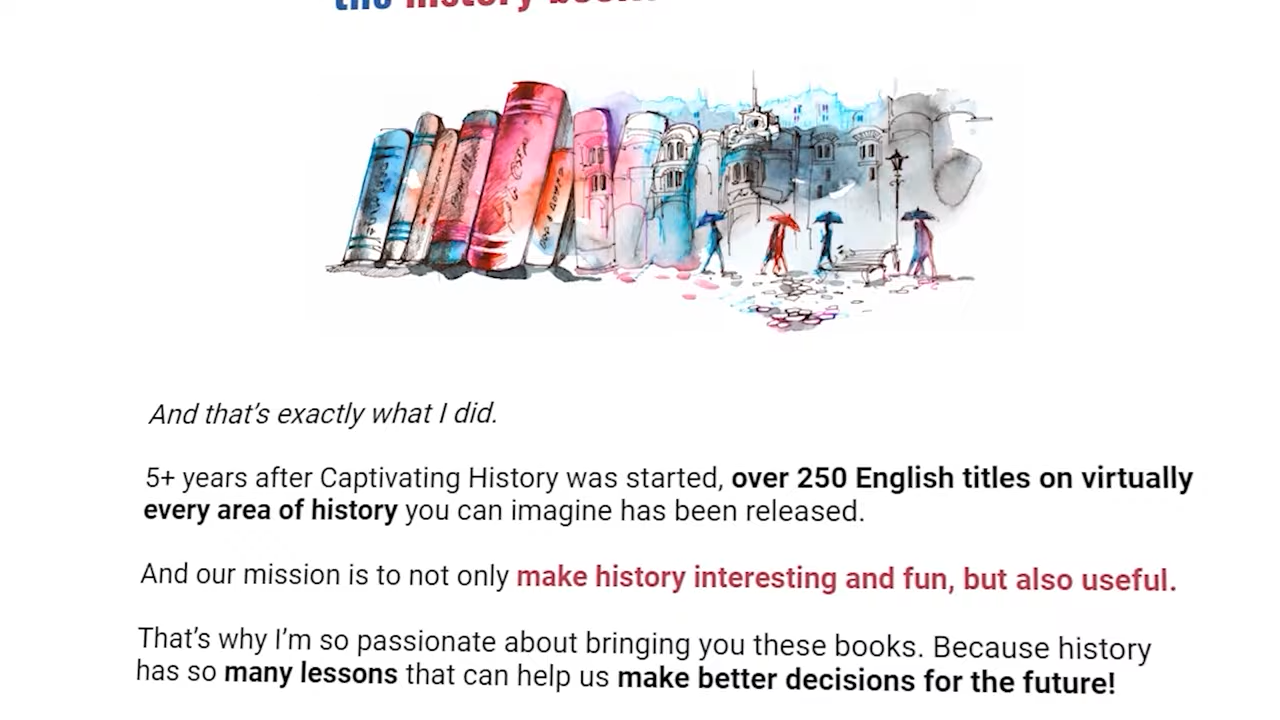 the history
And that's exactly what I did.
5+ years after Captivating History was started, over 250 English titles on virtually
every area of history you can imagine has been released.
And our mission is to not only make history interesting and fun, but also useful.
That's why I'm so passionate about bringing you these books. Because history
has so many lessons that can help us make better decisions for the future!